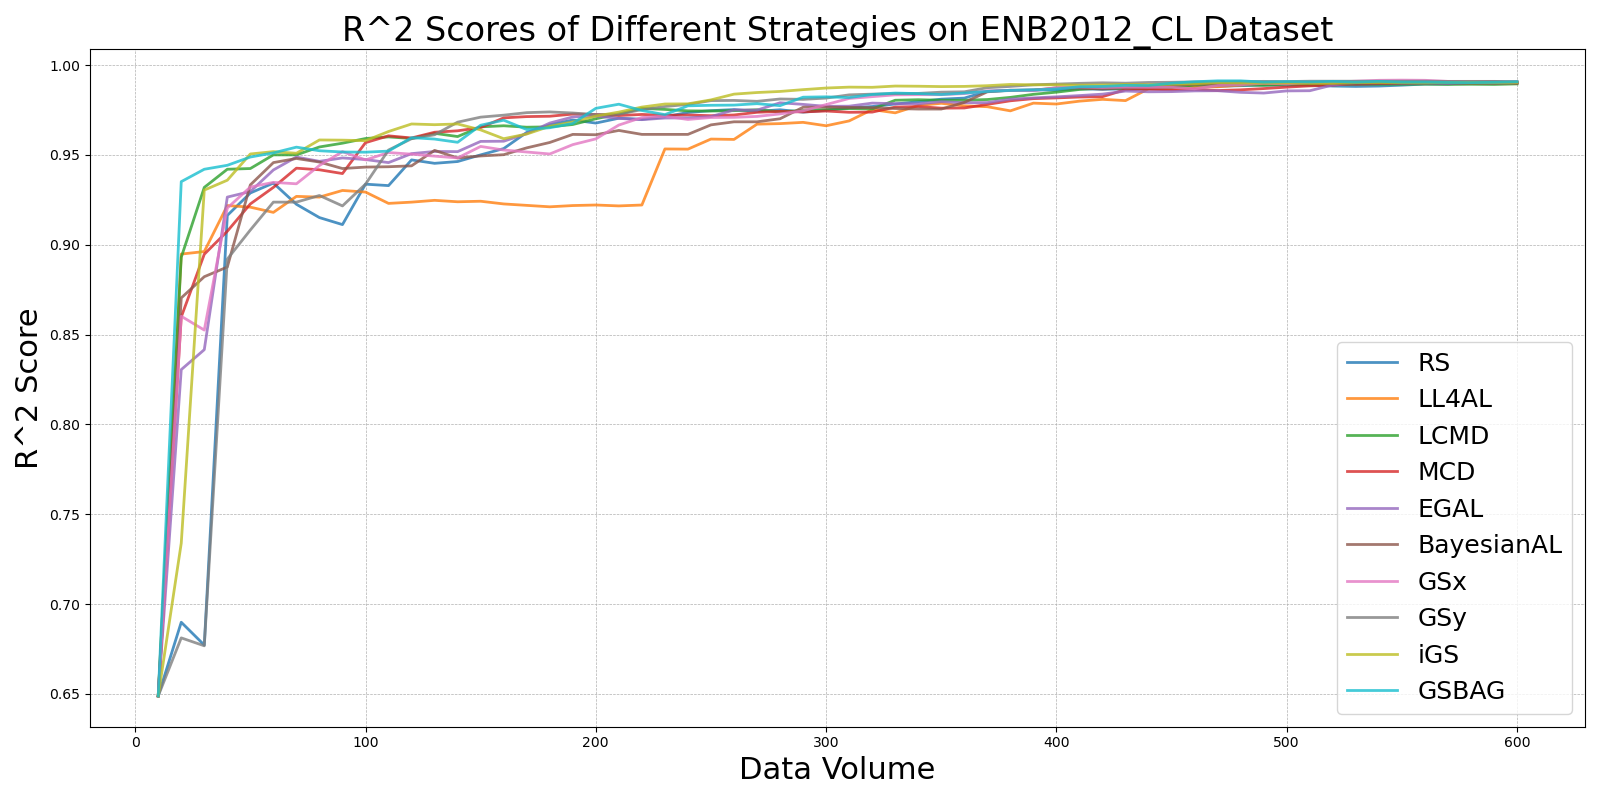 R^2 Scores of Different Strategies on ENB2012_CL Dataset
R^2 Score
1.00
0.95
0.90
0.85
0.80
0.75
0.70
0.65
0
100
200
300
400
500
600
Data Volume
RS
LL4AL
LCMD
MCD
EGAL
BayesianAL
GSx
GSy
iGS
GSBAG